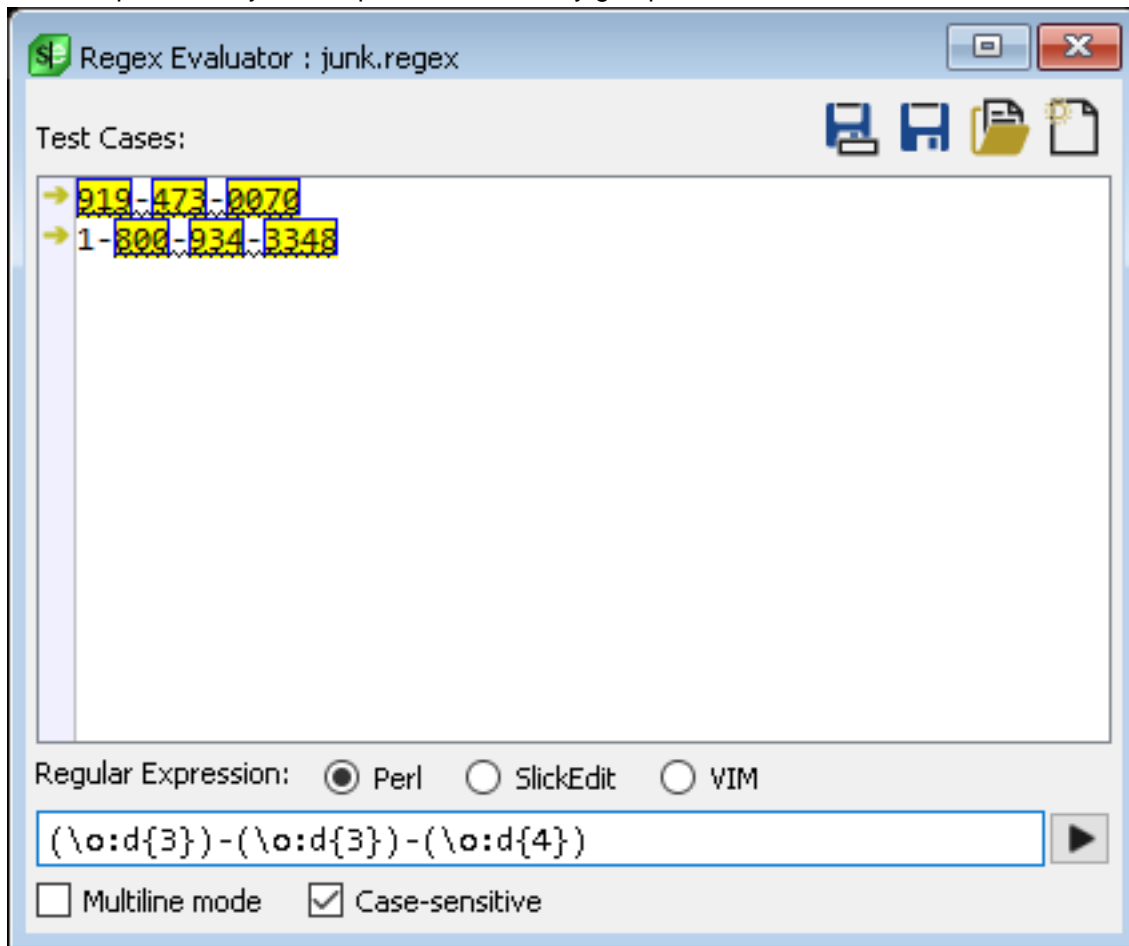 Regex Evaluator : junk.regex
Test Cases:
919-473-0070
1-800-934-3348
Regular Expression: Perl SlickEdit VIM
(\o:d{3})-(\o:d{3})-(\o:d{4})
Multiline mode Case-sensitive